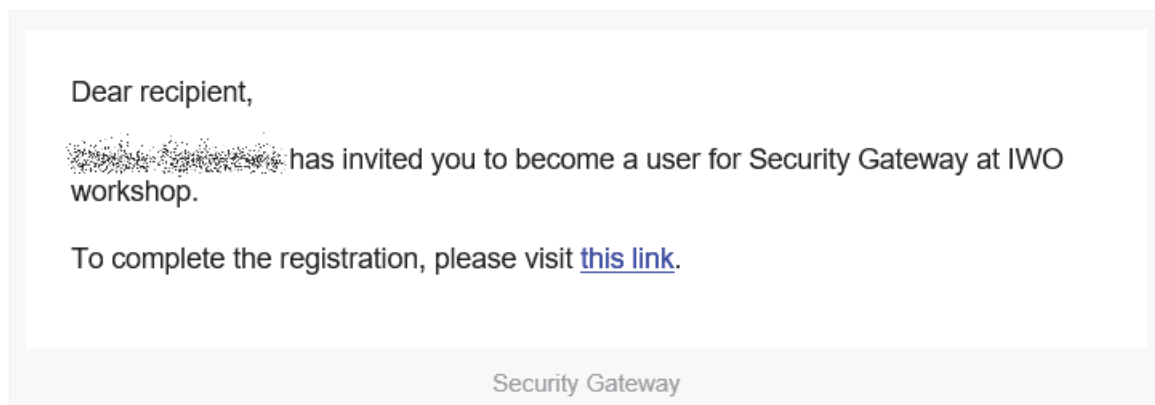 Dear recipient,
has invited you to become a user for Security Gateway at IWO
workshop.
To complete the registration, please visit this link.
Security Gateway